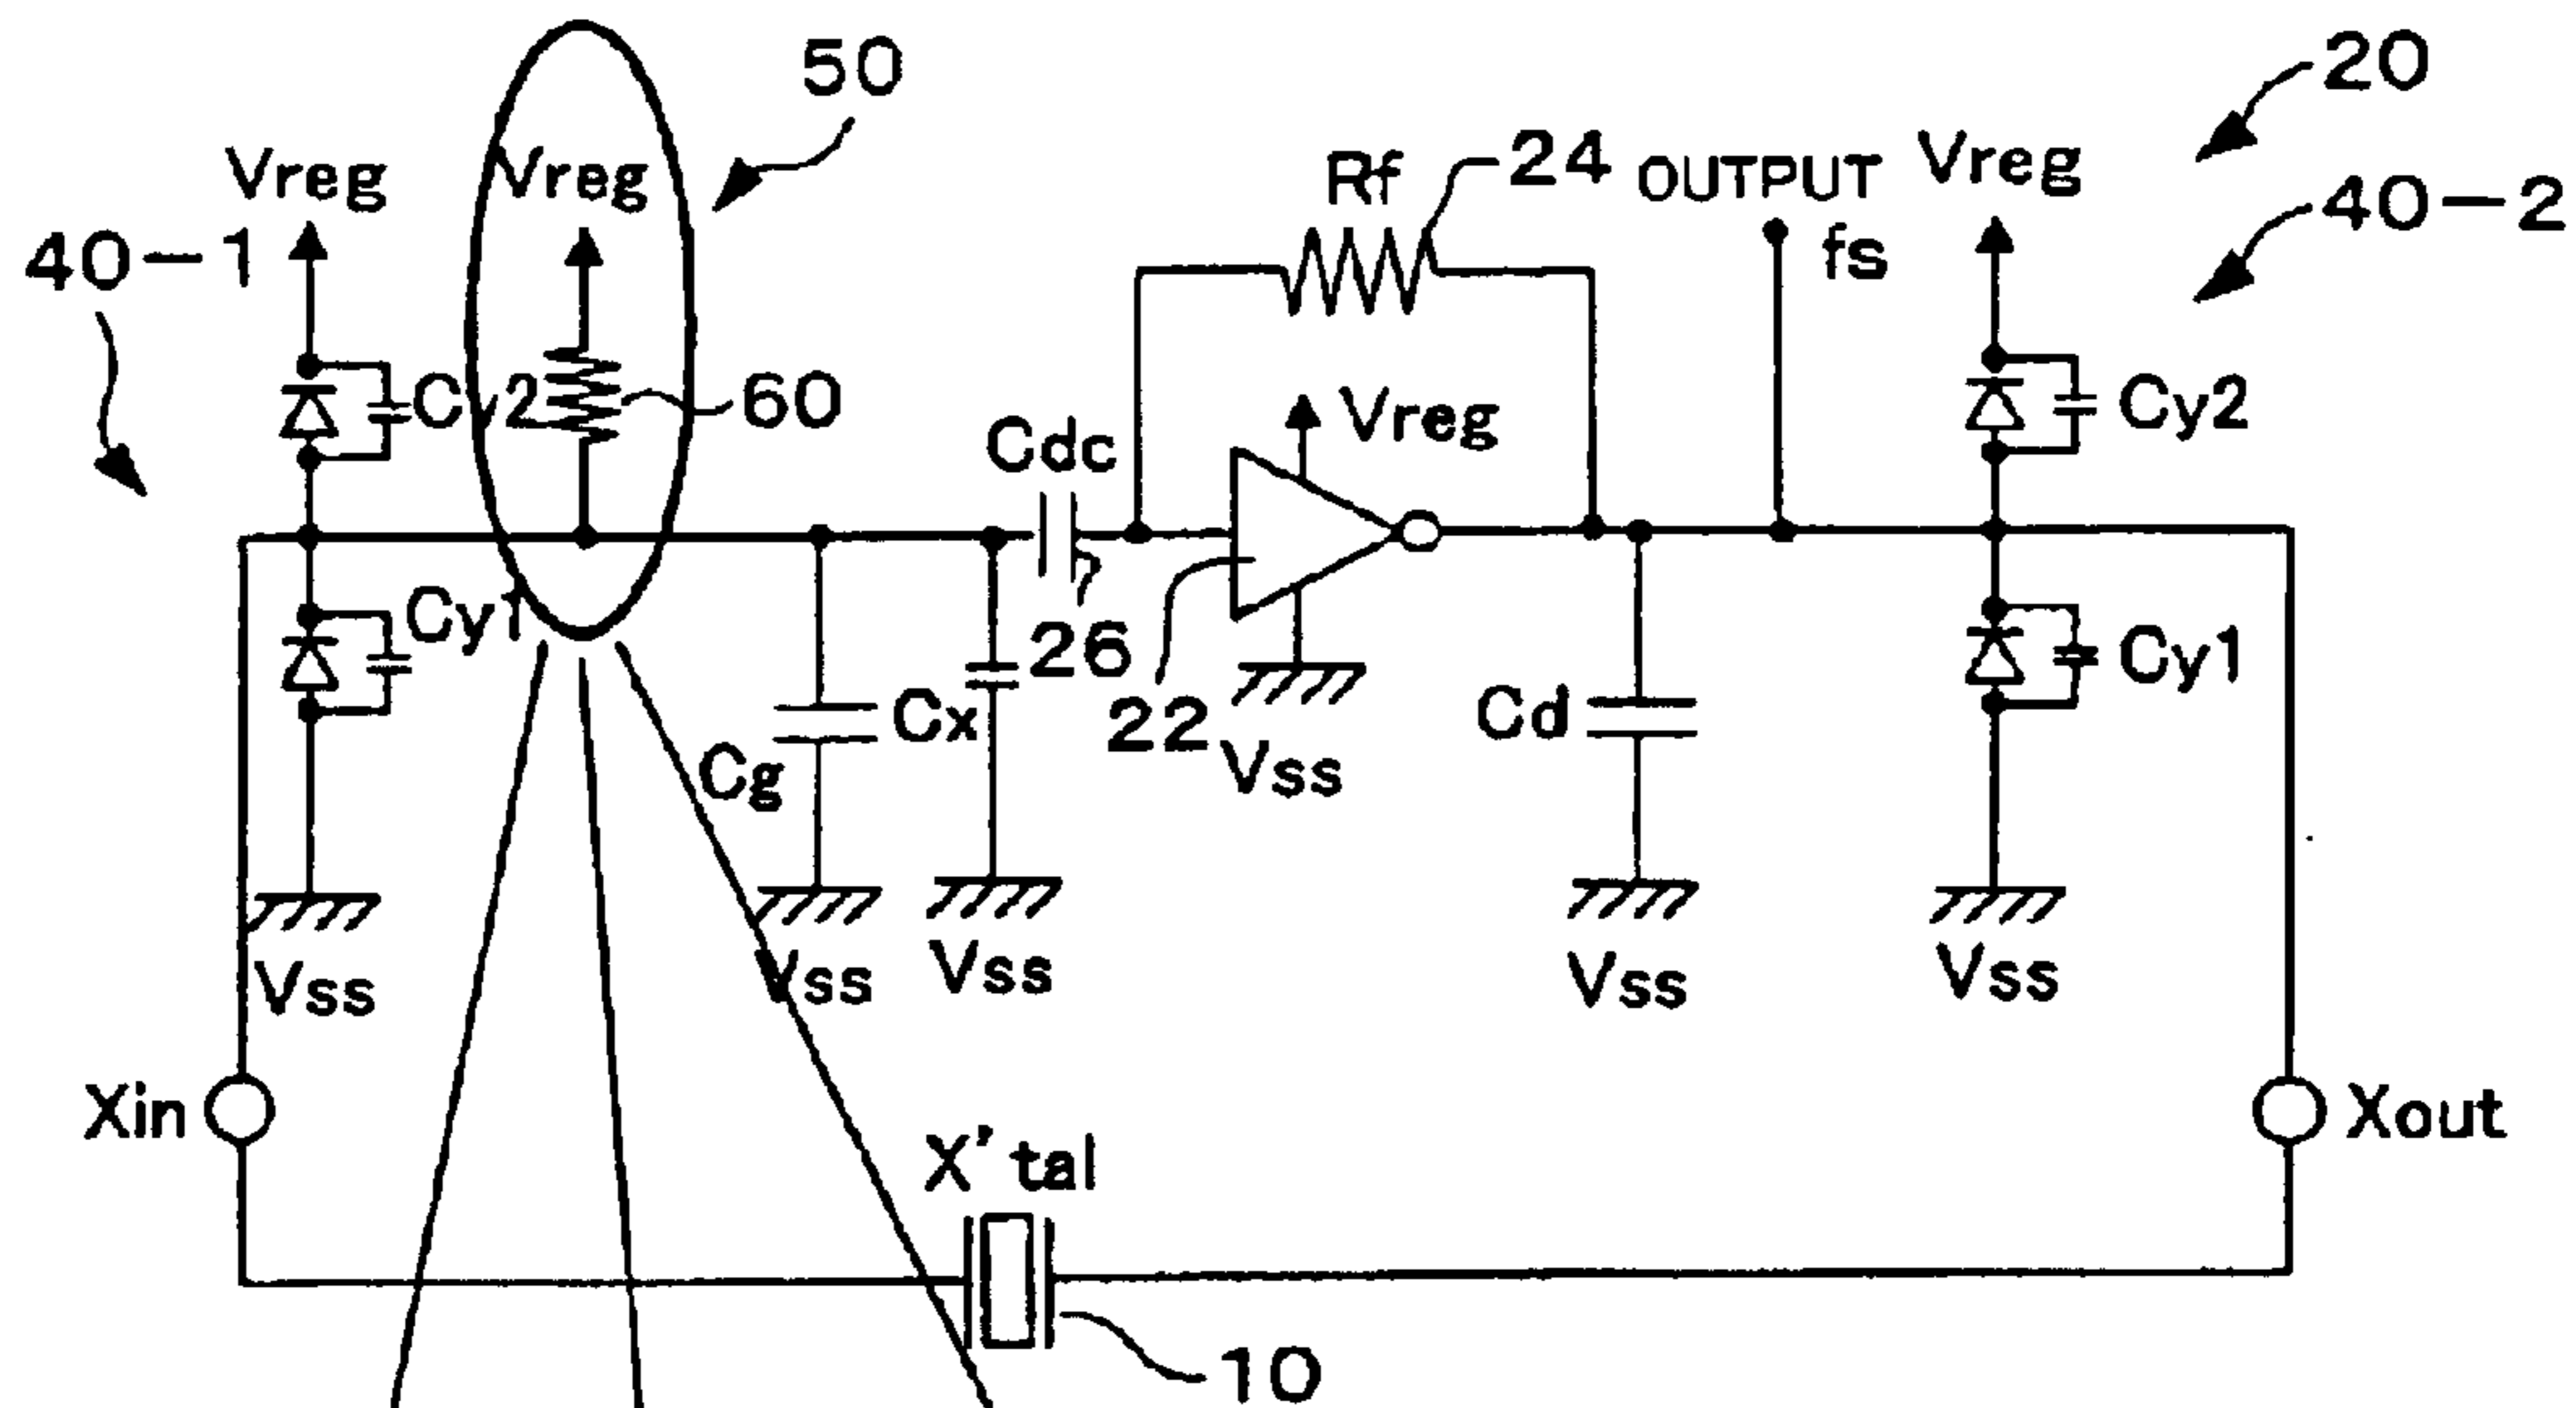 50
20
Vreg
Vreg
Rf
24
OUTPUT
fs
Vreg
40-2
40-1
Cy2
60
Cdc
Vreg
Cy2
Cy1
26
22
Vss
Cg
Cx
Cd
Cy1
Vss
Vss
Vss
Vss
Vss
Xin
X'tal
Xout
10